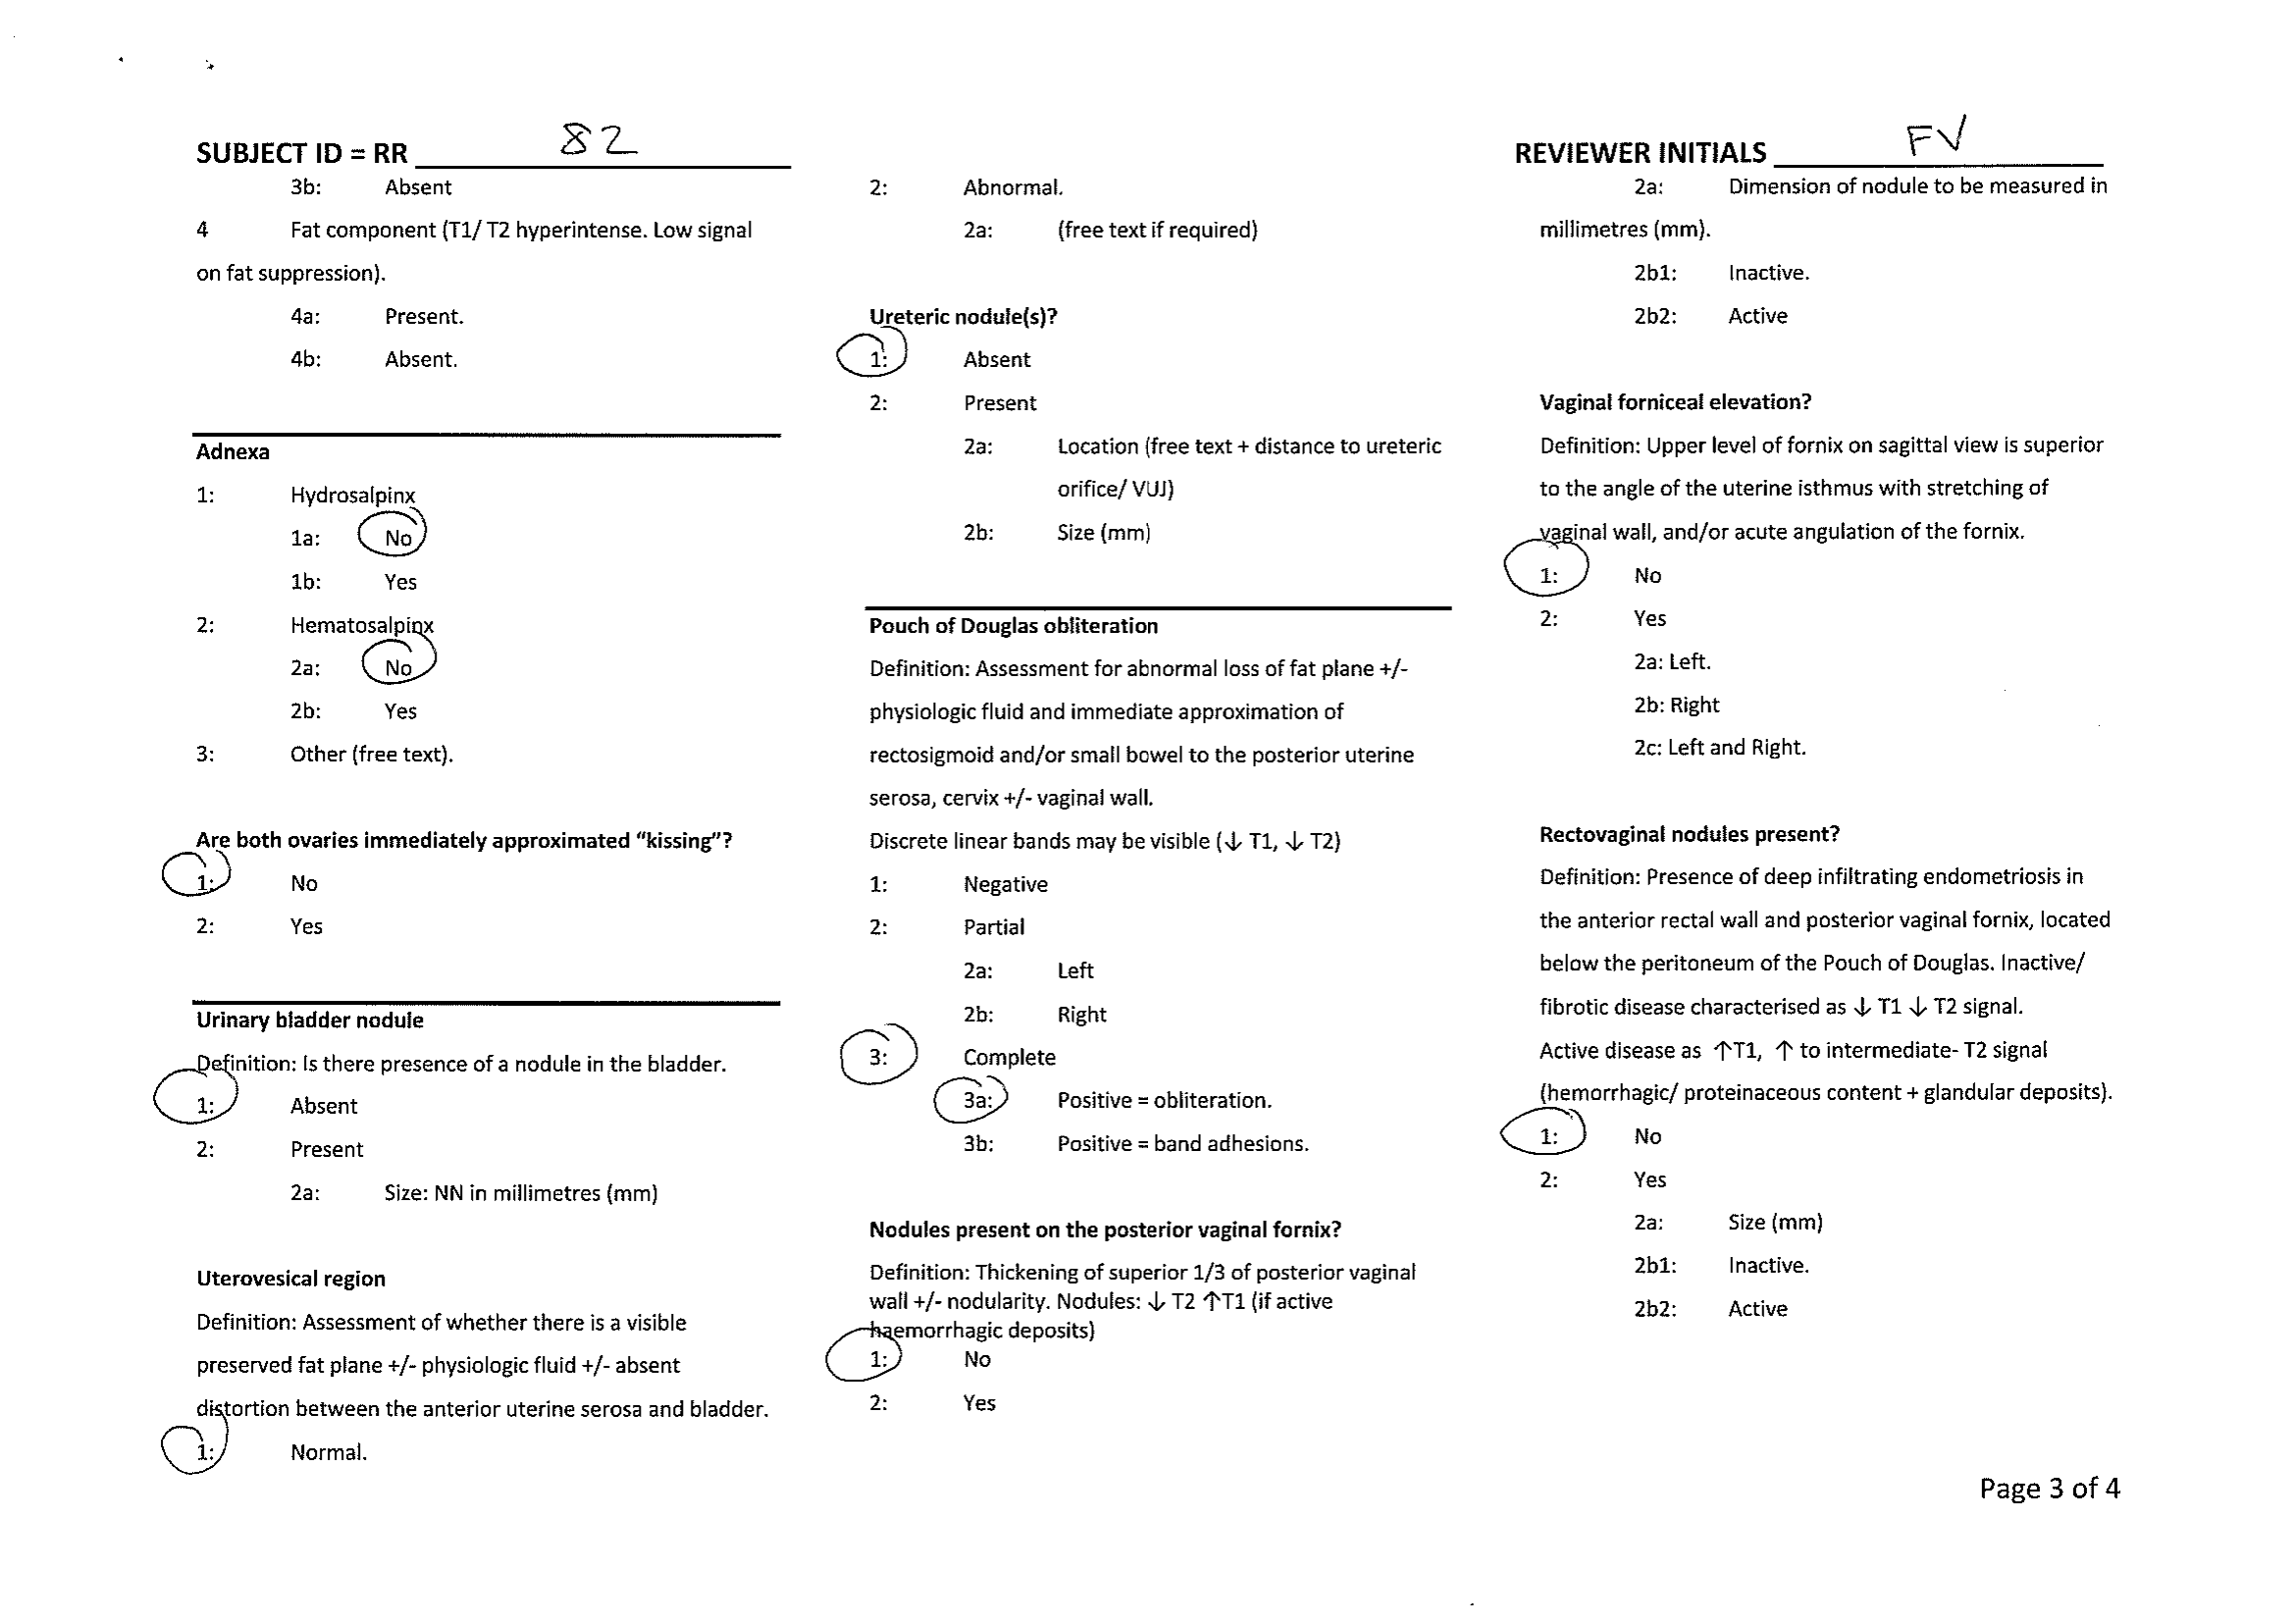 SUBJECT ID = RR 82
REVIEWER INITIALS FV
3b: Absent
4 Fat component (T1/ T2 hyperintense. Low signal
on fat suppression).
4a: Present.
4b: Absent.
Adnexa
1: Hydrosalpinx
1a: No
1b: Yes
2: Hematosalpinx
2a: No
2b: Yes
3: Other (free text).
Are both ovaries immediately approximated “kissing”?
1: No
2: Yes
Urinary bladder nodule
Definition: Is there presence of a nodule in the bladder.
1: Absent
2: Present
2a: Size: NN in millimetres (mm)
Uterovesical region
Definition: Assessment of whether there is a visible
preserved fat plane +/- physiologic fluid +/- absent
distortion between the anterior uterine serosa and bladder.
1: Normal.
2: Abnormal.
2a: (free text if required)
Ureteric nodule(s)?
1: Absent
2: Present
2a: Location (free text + distance to ureteric
orifice/ VUJ)
2b: Size (mm)
Pouch of Douglas obliteration
Definition: Assessment for abnormal loss of fat plane +/-
physiologic fluid and immediate approximation of
rectosigmoid and/or small bowel to the posterior uterine
serosa, cervix +/- vaginal wall.
Discrete linear bands may be visible (↓ T1, ↓ T2)
1: Negative
2: Partial
2a: Left
2b: Right
3: Complete
3a: Positive = obliteration.
3b: Positive = band adhesions.
Nodules present on the posterior vaginal fornix?
Definition: Thickening of superior 1/3 of posterior vaginal
wall +/- nodularity. Nodules: ↓ T2 ↑T1 (if active
haemorrhagic deposits)
1: No
2: Yes
2a: Dimension of nodule to be measured in
millimetres (mm).
2b1: Inactive.
2b2: Active
Vaginal forniceal elevation?
Definition: Upper level of fornix on sagittal view is superior
to the angle of the uterine isthmus with stretching of
vaginal wall, and/or acute angulation of the fornix.
1: No
2: Yes
2a: Left.
2b: Right
2c: Left and Right.
Rectovaginal nodules present?
Definition: Presence of deep infiltrating endometriosis in
the anterior rectal wall and posterior vaginal fornix, located
below the peritoneum of the Pouch of Douglas. Inactive/
fibrotic disease characterised as ↓ T1 ↓ T2 signal.
Active disease as ↑T1, ↑ to intermediate- T2 signal
(hemorrhagic/ proteinaceous content + glandular deposits).
1: No
2: Yes
2a: Size (mm)
2b1: Inactive.
2b2: Active
Page 3 of 4